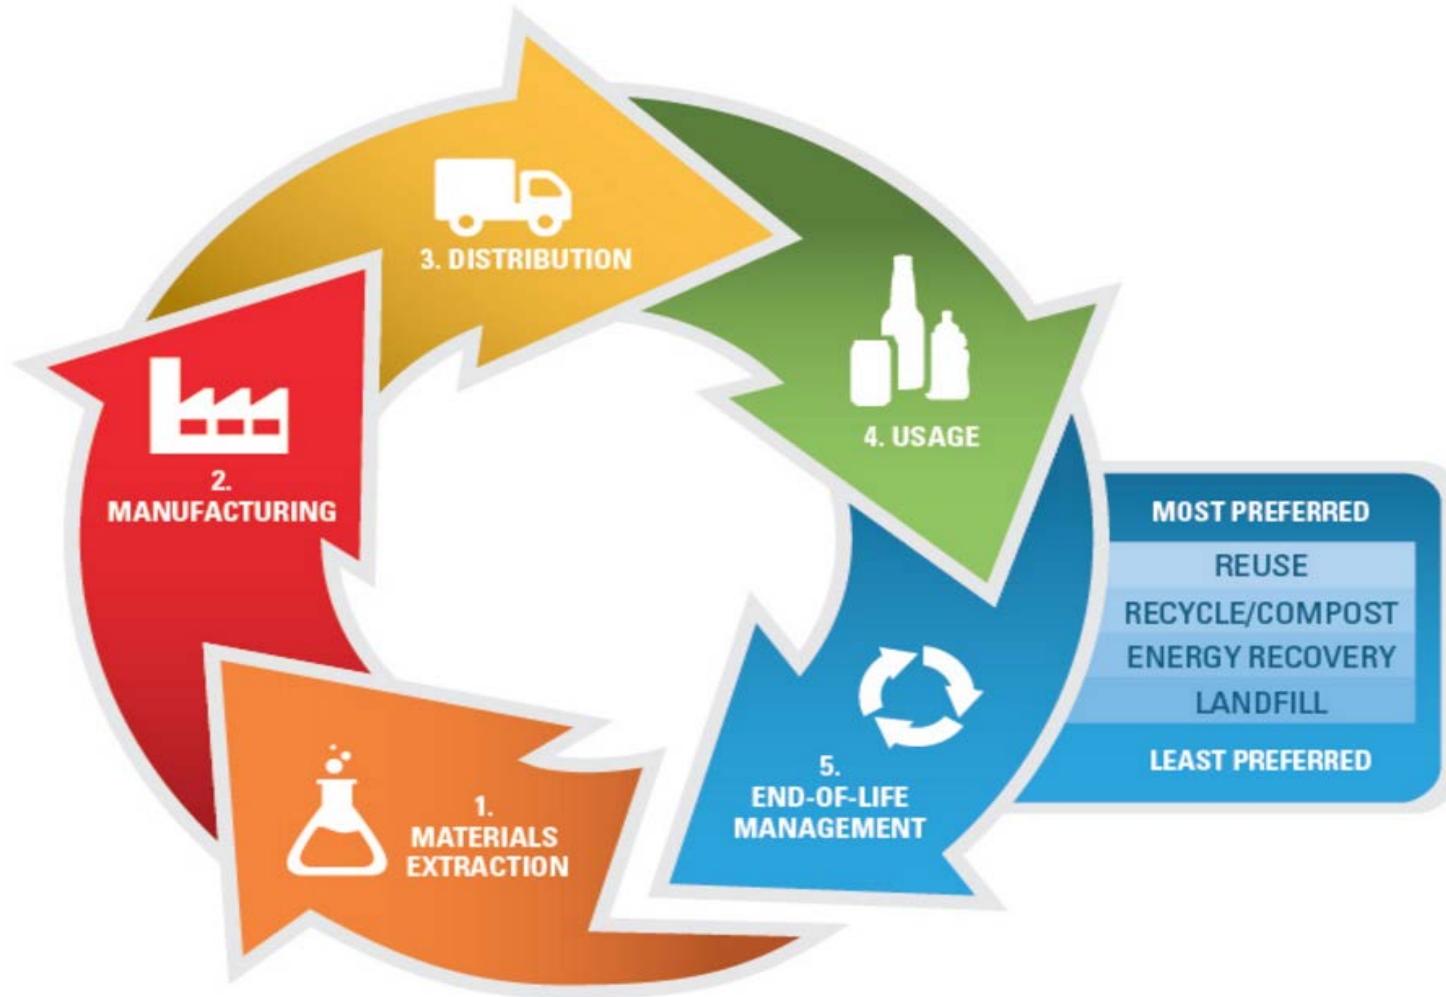 3. DISTRIBUTION
4. USAGE
2.
MANUFACTURING
MOST PREFERRED
REUSE
RECYCLE/COMPOST
ENERGY RECOVERY
LANDFILL
LEAST PREFERRED
5.
END-OF-LIFE
MANAGEMENT
1.
MATERIALS
EXTRACTION